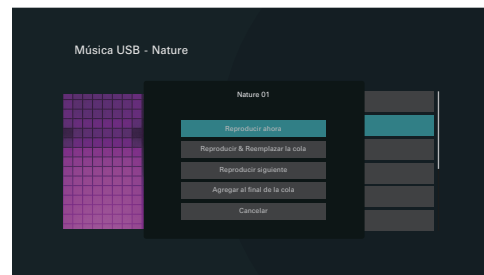 Música USB - Nature
Nature 01
Reproducir ahora
Reproducir & Reemplazar la cola
Reproducir siguiente
Agregar al final de la cola
Cancelar